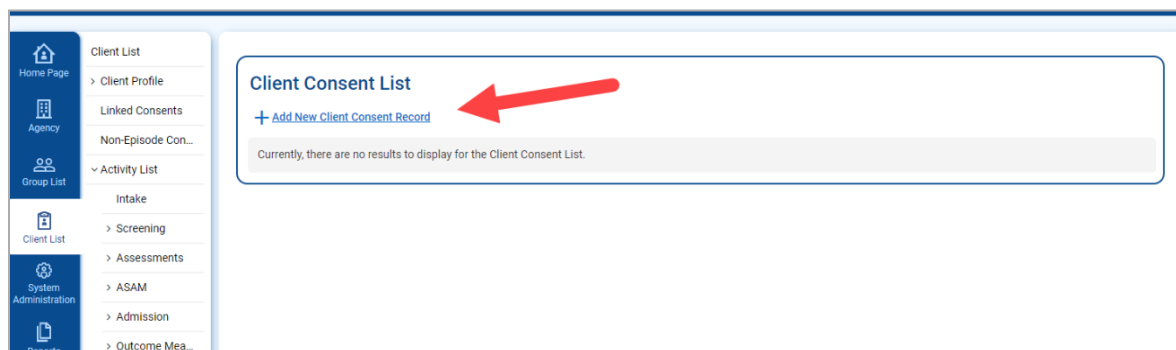 Home Page
Agency
Group List
Client List
System
Administration
Client List
> Client Profile
Linked Consents
Non-Episode Con...
Activity List
Intake
> Screening
> Assessments
> ASAM
> Admission
> Outcome Mea...
Client Consent List
+ Add New Client Consent Record
Currently, there are no results to display for the Client Consent List.